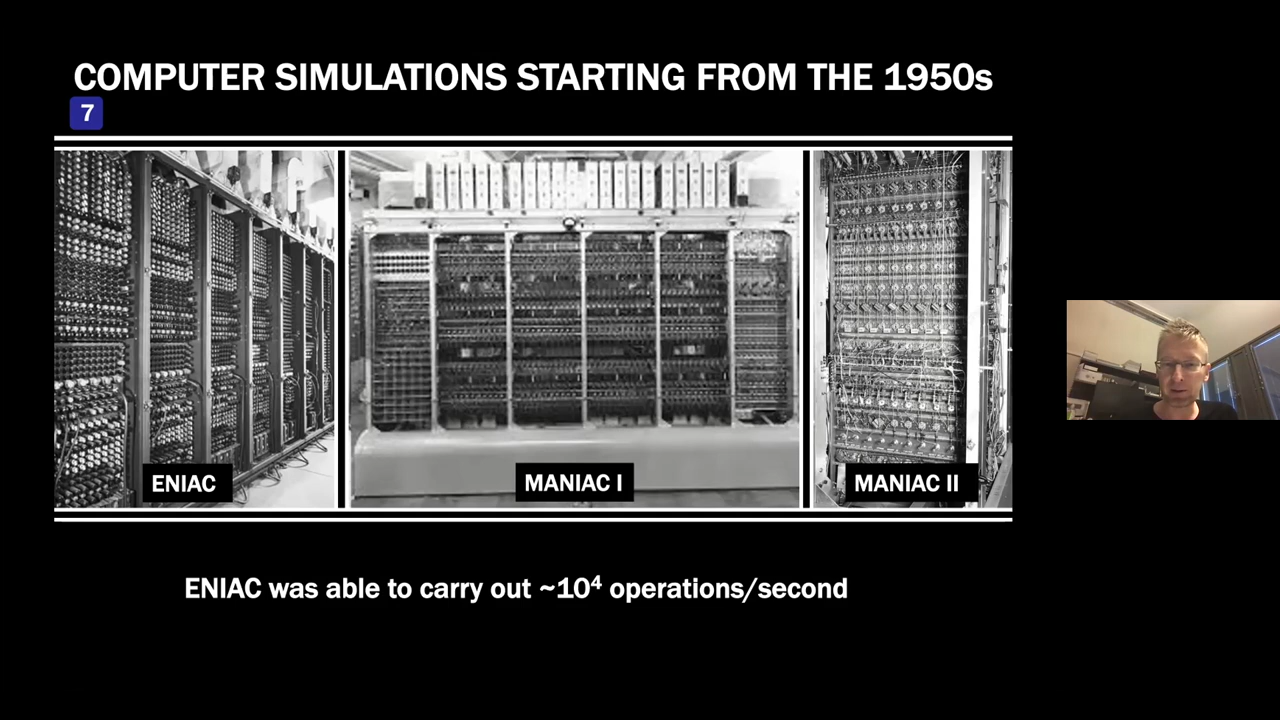 COMPUTER SIMULATIONS STARTING FROM THE 1950s
7
ENIAC
MANIAC I
MANIAC II
ENIAC was able to carry out ~10⁴ operations/second